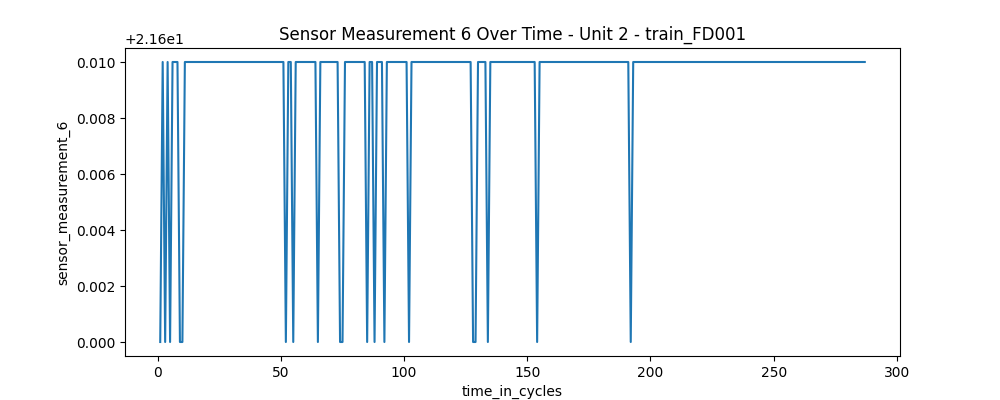 Sensor Measurement 6 Over Time - Unit 2 - train_FD001
+2.16e1
0.010
0.008
0.006
0.004
0.002
0.000
sensor_measurement_6
0 50 100 150 200 250 300
time_in_cycles